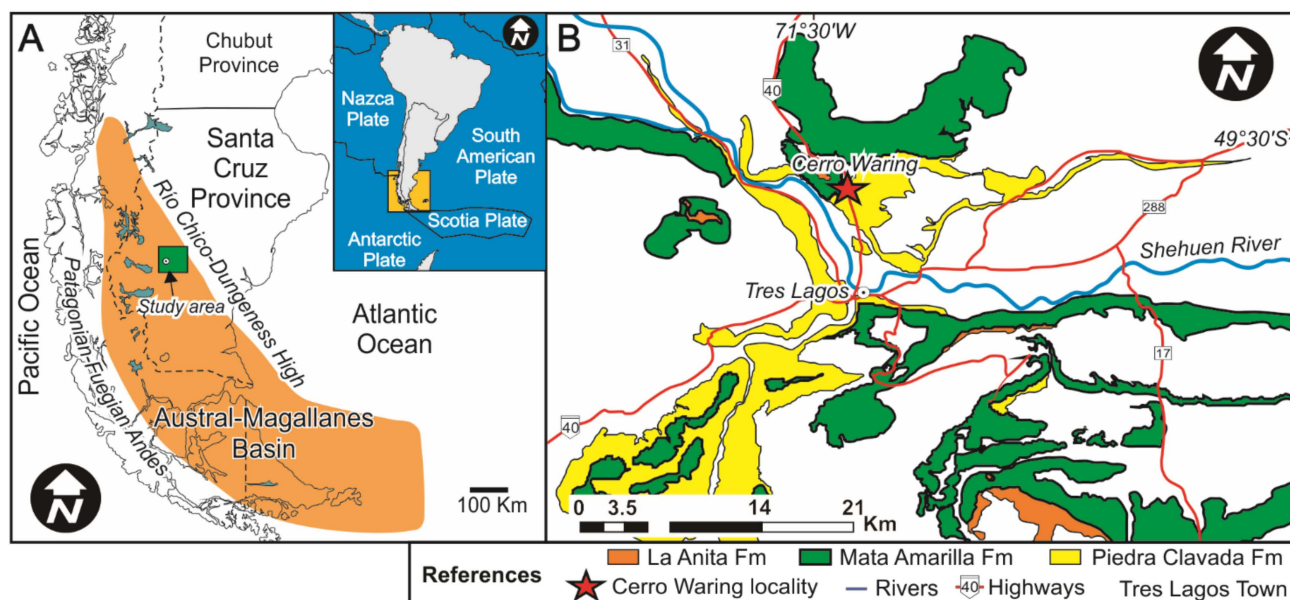 A
Chubut
Province
Santa
Cruz
Province
Río Chico-Dungeness High
Pacific Ocean
Patagonian-Fuegian Andes
Study area
Atlantic
Ocean
Austral-Magallanes
Basin
N
100 Km
N
Nazca
Plate
South
American
Plate
Scotia Plate
Antarctic
Plate
B
71°30'W
31
40
N
49°30'S
Cerro Waring
288
Shehuen River
Tres Lagos
17
40
0 3.5 7 14 21
Km
References
La Anita Fm
Mata Amarilla Fm
Piedra Clavada Fm
Cerro Waring locality
Rivers
40 Highways
Tres Lagos Town